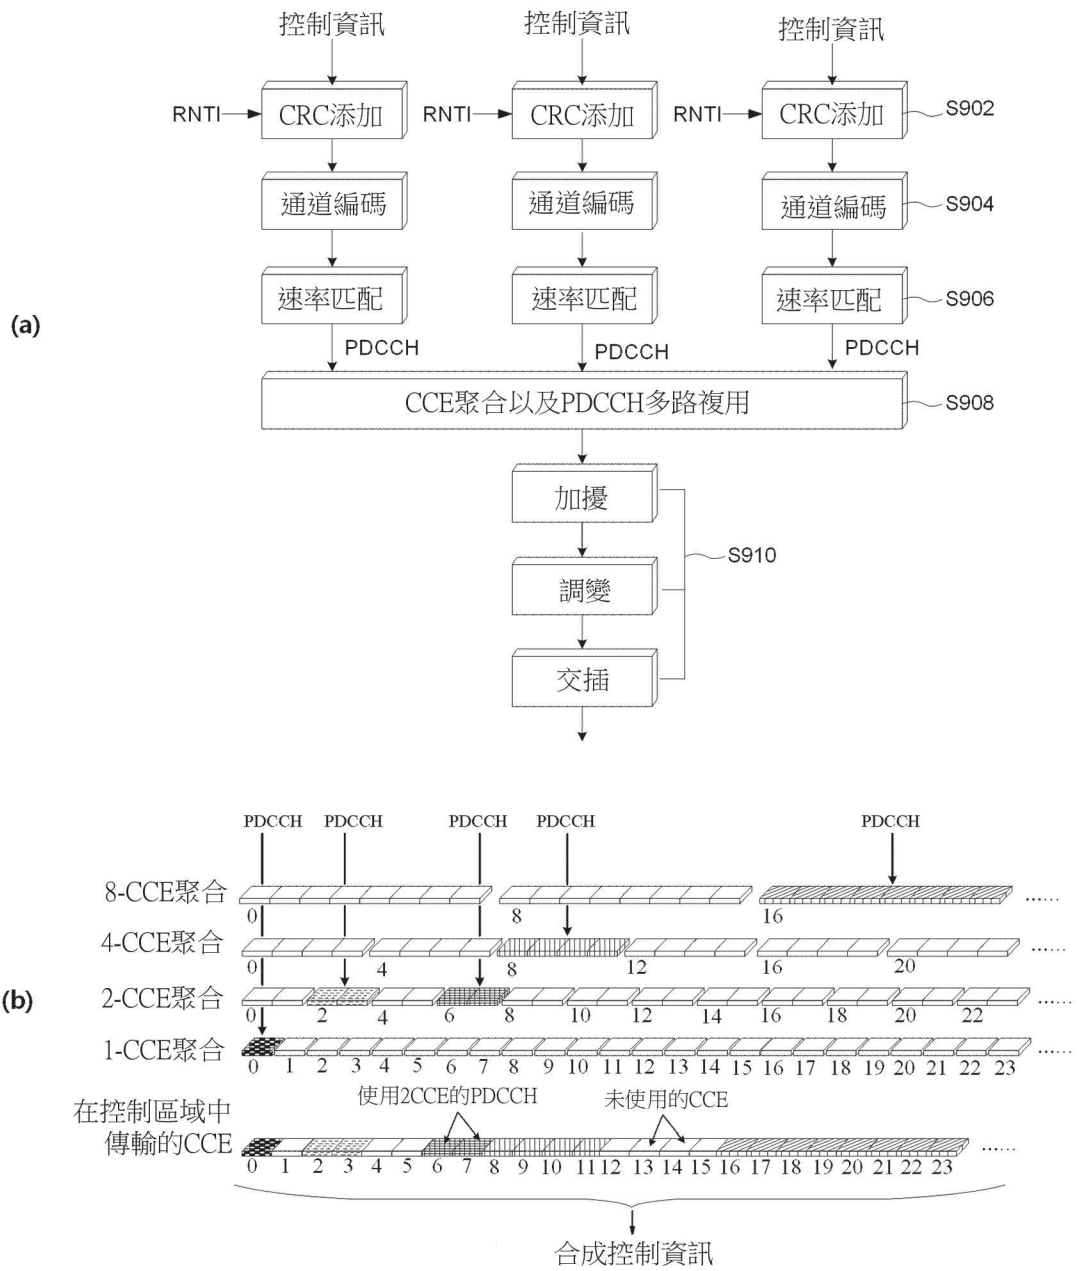 控制資訊 控制資訊 控制資訊
RNTI CRC添加 RNTI CRC添加 RNTI CRC添加 S902
通道編碼 通道編碼 通道編碼 S904
速率匹配 速率匹配 速率匹配 S906
(a)
PDCCH PDCCH PDCCH
CCE聚合以及PDCCH多路複用 S908
加擾
S910
調變
交插
PDCCH PDCCH PDCCH PDCCH PDCCH
8-CCE聚合 ......
0 8 16
4-CCE聚合 ......
0 4 8 12 16 20
(b)
2-CCE聚合 ......
0 2 4 6 8 10 12 14 16 18 20 22
1-CCE聚合 ......
0 1 2 3 4 5 6 7 8 9 10 11 12 13 14 15 16 17 18 19 20 21 22 23
使用2CCE的PDCCH 未使用的CCE
在控制區域中
傳輸的CCE ......
0 1 2 3 4 5 6 7 8 9 10 11 12 13 14 15 16 17 18 19 20 21 22 23
合成控制資訊